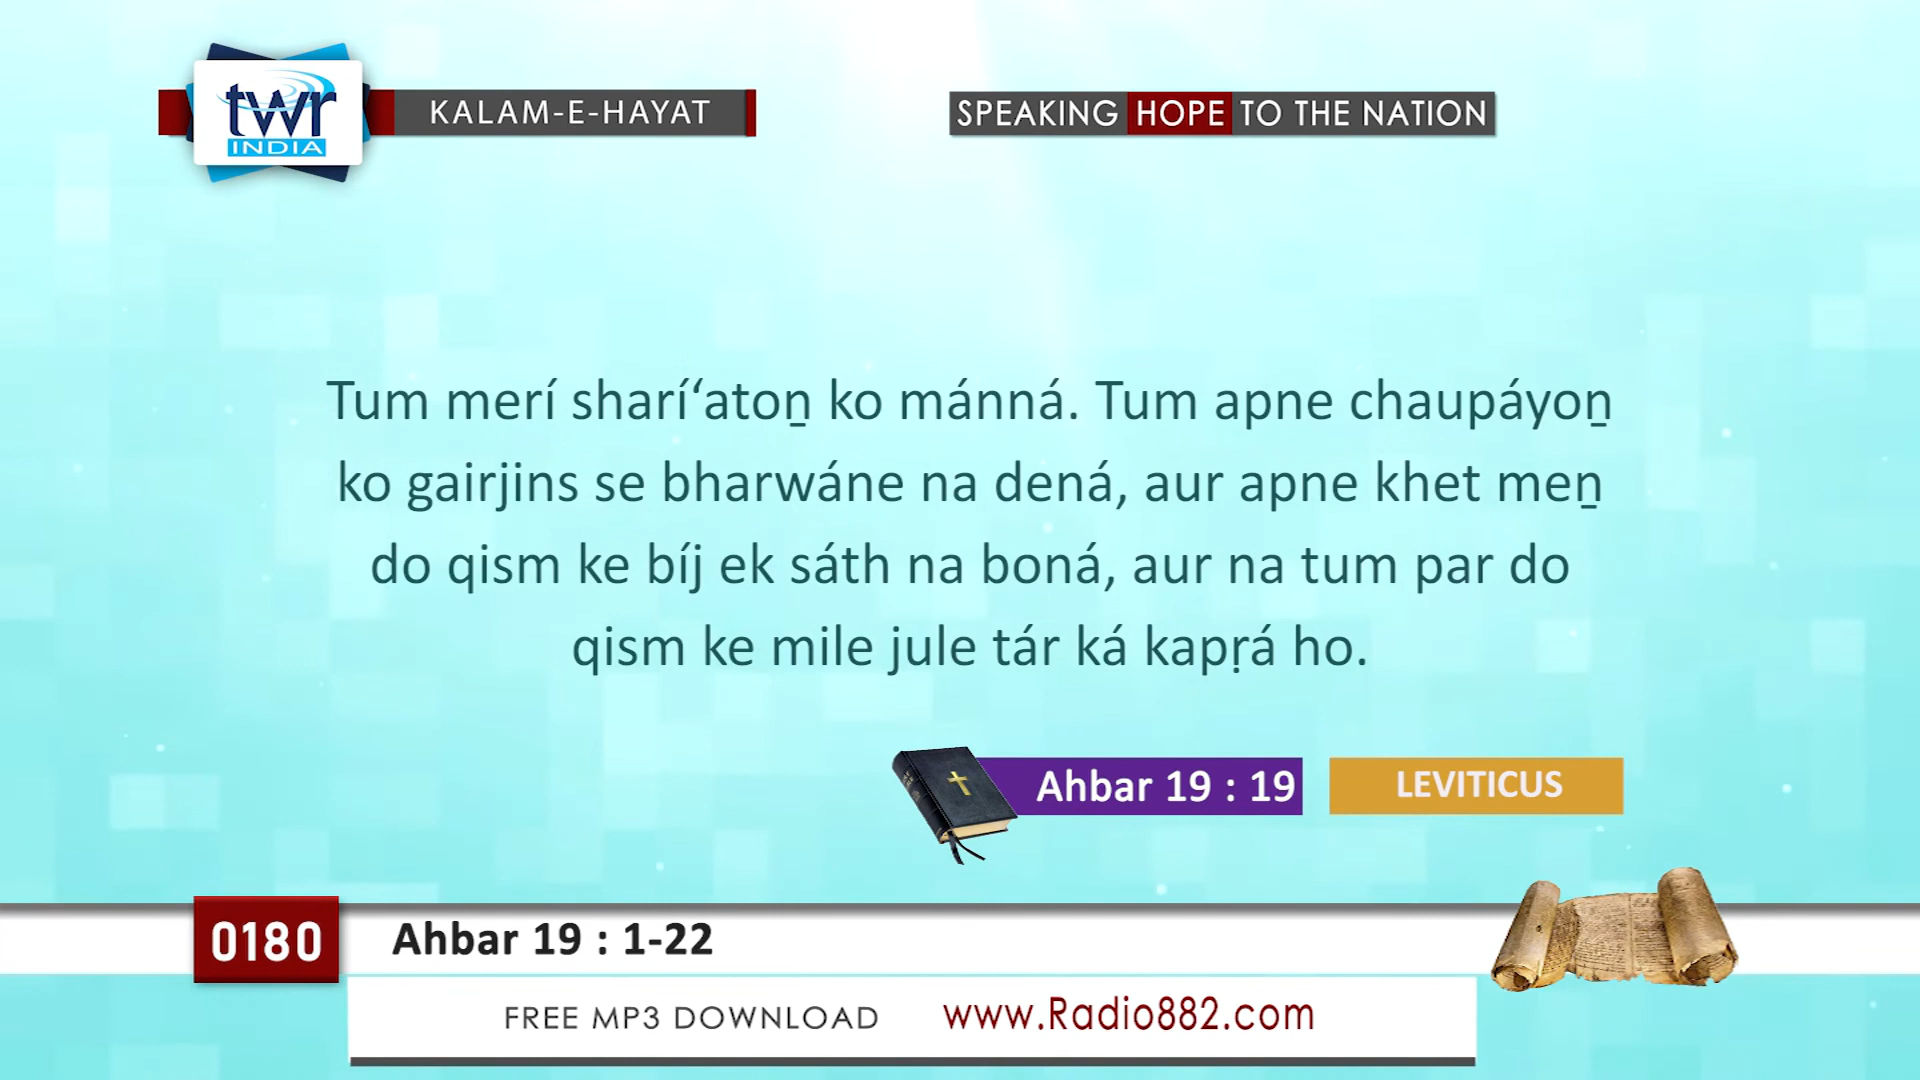 twr
INDIA
KALAM-E-HAYAT
SPEAKING HOPE TO THE NATION
Tum merí sharí‘atoṉ ko mánná. Tum apne chaupáyoṉ
ko gairjins se bharwáne na dená, aur apne khet meṉ
do qism ke bíj ek sáth na boná, aur na tum par do
qism ke mile jule tár ká kapṛá ho.
Ahbar 19 : 19
LEVITICUS
0180
Ahbar 19 : 1-22
FREE MP3 DOWNLOAD www.Radio882.com